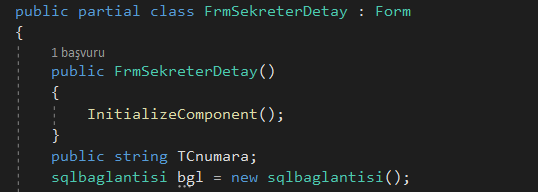 public partial class FrmSekreterDetay : Form
{
1 başvuru
public FrmSekreterDetay()
{
InitializeComponent();
}
public string TCnumara;
sqlbaglantisi bgl = new sqlbaglantisi();